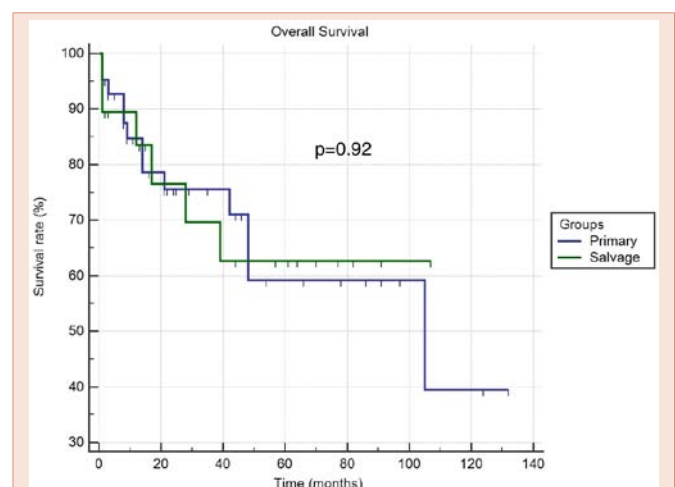 Overall Survival
100
90
80
70
60
50
40
30
Survival rate (%)
p=0.92
Groups
Primary
Salvage
0 20 40 60 80 100 120 140
Time (months)